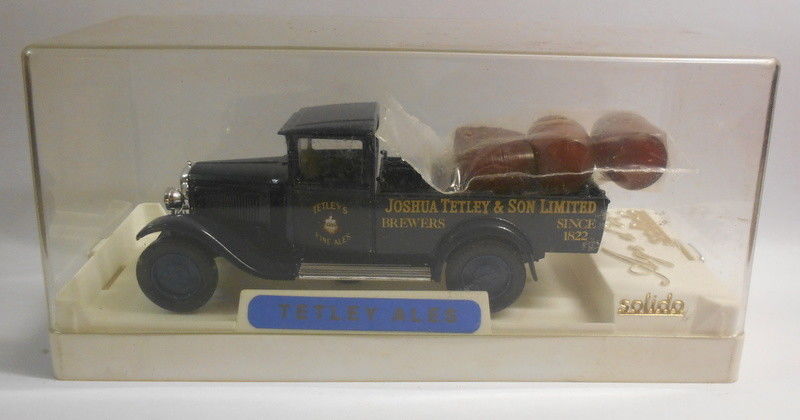 TETLEY'S
FINE ALES
JOSHUA TETLEY & SON LIMITED
BREWERS SINCE
1822
TETLEY ALES
solido